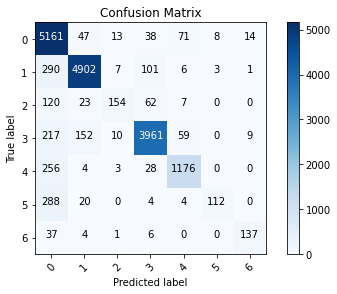 Confusion Matrix
0 5161 47 13 38 71 8 14
1 290 4902 7 101 6 3 1
2 120 23 154 62 7 0 0
3 217 152 10 3961 59 0 9
4 256 4 3 28 1176 0 0
5 288 20 0 4 4 112 0
6 37 4 1 6 0 0 137
0 1 2 3 4 5 6
True label
Predicted label
5000
4000
3000
2000
1000
0